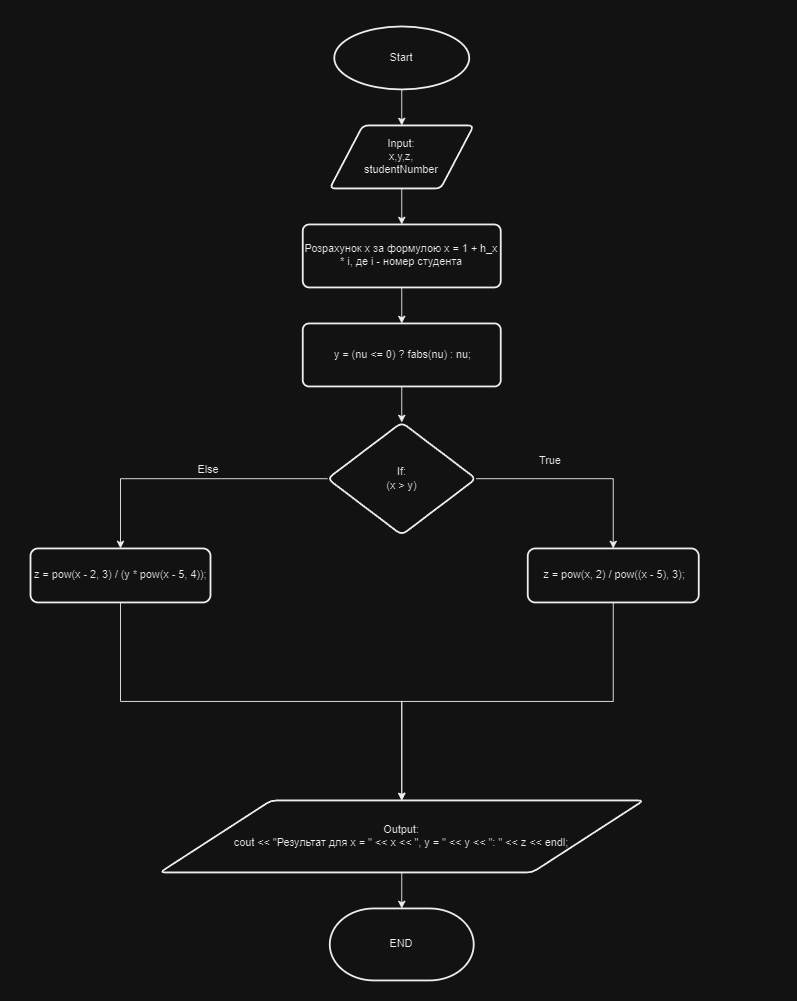 Start
Input:
x,y,z,
studentNumber
Розрахунок x за формулою x = 1 + h_x
* i, де i - номер студента
y = (nu <= 0) ? fabs(nu) : nu;
If:
(x > y)
Else
True
z = pow(x - 2, 3) / (y * pow(x - 5, 4));
z = pow(x, 2) / pow((x - 5), 3);
Output:
cout << "Результат для x = " << x << ", y = " << y << ": " << z << endl;
END